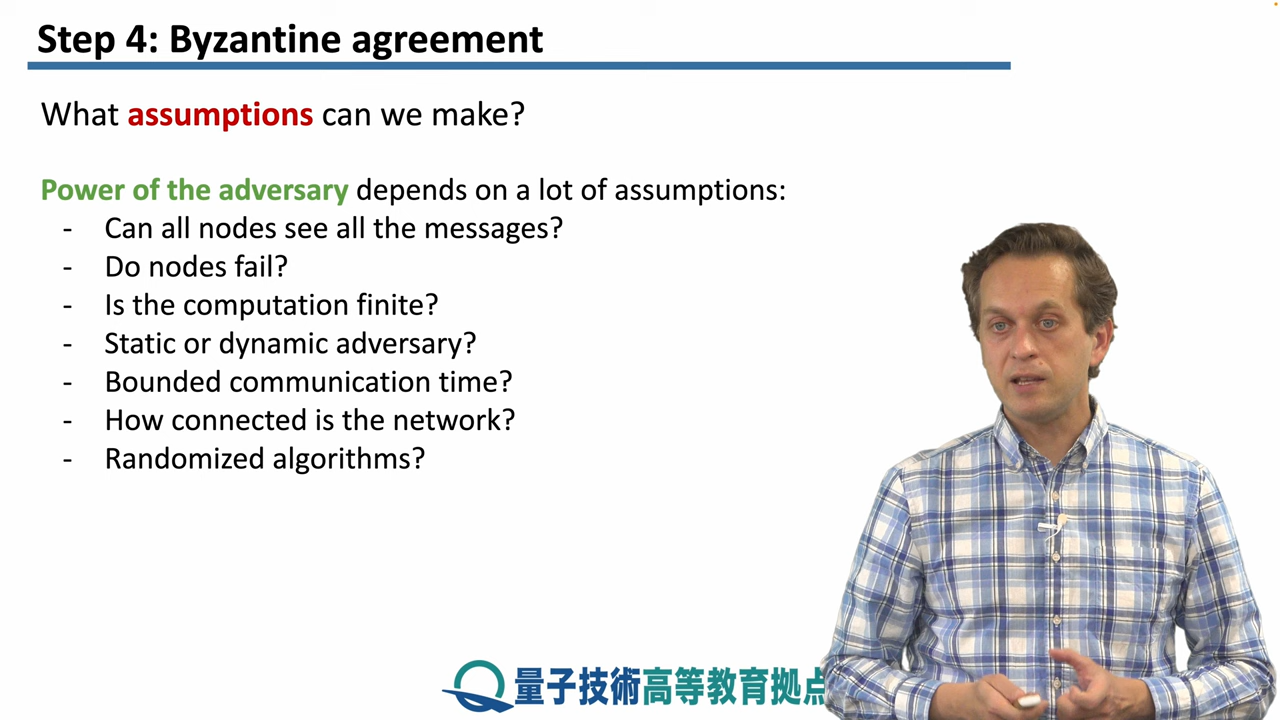 Step 4: Byzantine agreement
What assumptions can we make?
Power of the adversary depends on a lot of assumptions:
- Can all nodes see all the messages?
- Do nodes fail?
- Is the computation finite?
- Static or dynamic adversary?
- Bounded communication time?
- How connected is the network?
- Randomized algorithms?
量子技術高等教育拠点